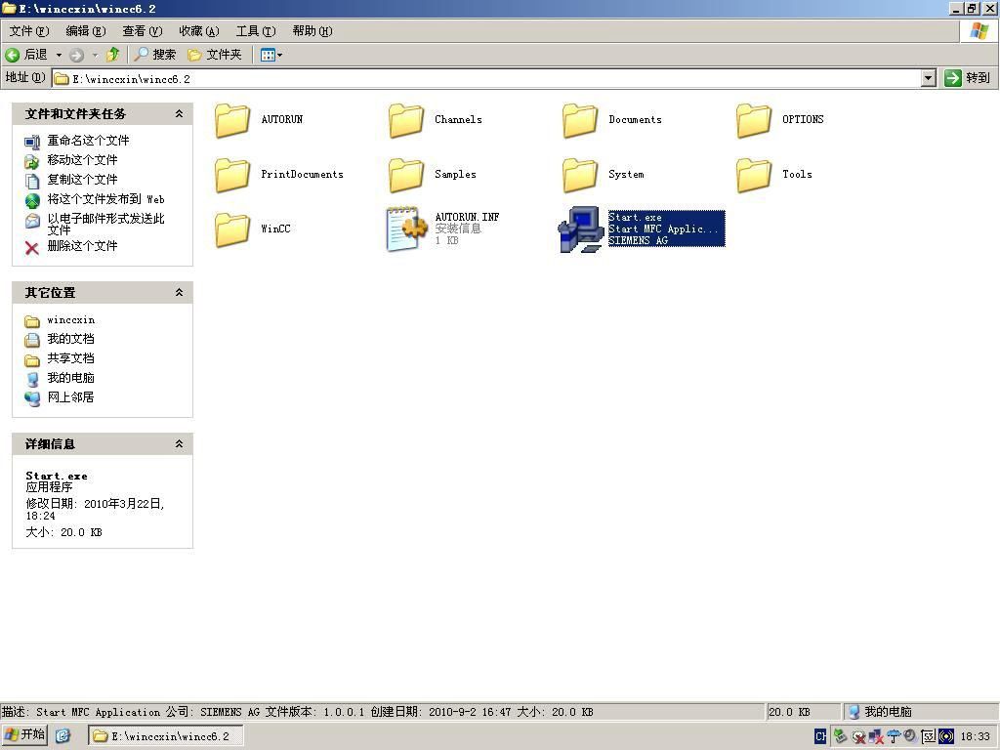 E:\winccxin\wincc6.2
文件(F) 编辑(E) 查看(V) 收藏(A) 工具(T) 帮助(H)
后退 搜索 文件夹
地址(D) E:\winccxin\wincc6.2 转到
文件和文件夹任务
重命名这个文件
移动这个文件
复制这个文件
将这个文件发布到 Web
以电子邮件形式发送此
文件
删除这个文件
其它位置
winccxin
我的文档
共享文档
我的电脑
网上邻居
详细信息
Start.exe
应用程序
修改日期: 2010年3月22日,
18:24
大小: 20.0 KB
AUTORUN
Channels
Documents
OPTIONS
PrintDocuments
Samples
System
Tools
WinCC
AUTORUN.INF
安装信息
1 KB
Start.exe
Start MFC Applic...
SIEMENS AG
描述: Start MFC Application 公司: SIEMENS AG 文件版本: 1.0.0.1 创建日期: 2010-9-2 16:47 大小: 20.0 KB
20.0 KB
我的电脑
开始
E:\winccxin\wincc6.2
CH
18:33